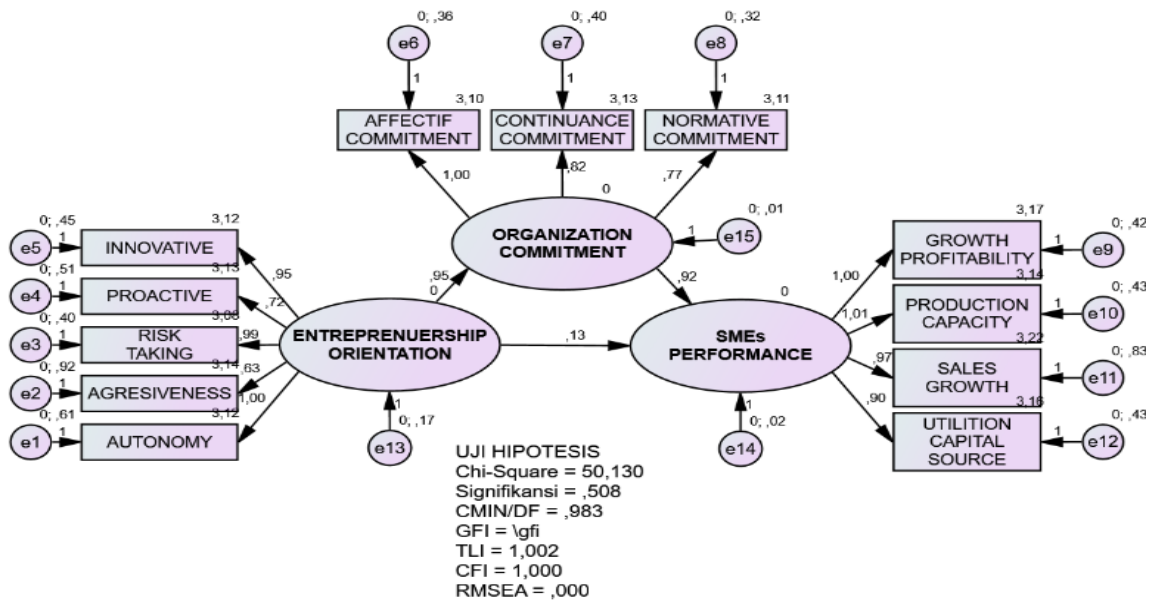 0; ,36
0; ,40
0; ,32
e6
e7
e8
1
1
1
3,10
3,13
3,11
AFFECTIF
COMMITMENT
CONTINUANCE
COMMITMENT
NORMATIVE
COMMITMENT
1,00
,82
,77
0
ORGANIZATION
COMMITMENT
0; ,01
1
e15
0; ,45
e5
1
3,12
INNOVATIVE
0; ,51
e4
1
3,13
PROACTIVE
0; ,40
e3
1
3,08
RISK
TAKING
0; ,92
e2
1
3,14
AGRESIVENESS
0; ,61
e1
1
3,12
AUTONOMY
,95
,72
,99
,63
1,00
,95
0
ENTREPRENUERSHIP
ORIENTATION
,13
,92
0
SMEs
PERFORMANCE
1
0; ,17
e13
1
0; ,02
e14
1,00
1,01
,97
,90
3,17
GROWTH
PROFITABILITY
1
0; ,42
e9
3,14
PRODUCTION
CAPACITY
1
0; ,43
e10
3,22
SALES
GROWTH
1
0; ,83
e11
3,16
UTILITION
CAPITAL
SOURCE
1
0; ,43
e12
UJI HIPOTESIS
Chi-Square = 50,130
Signifikansi = ,508
CMIN/DF = ,983
GFI = \gfi
TLI = 1,002
CFI = 1,000
RMSEA = ,000